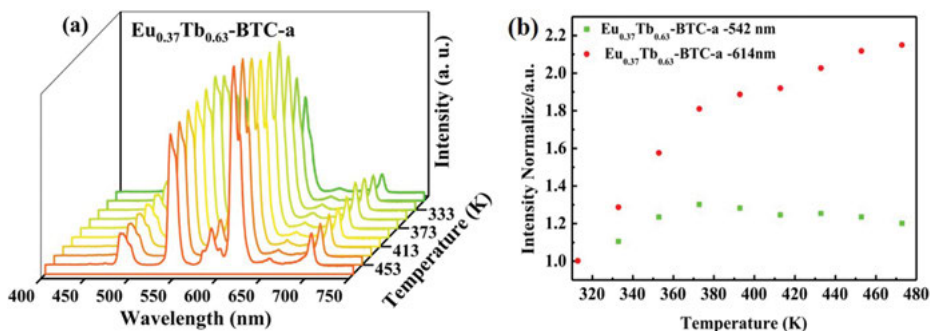 (a)
Eu0.37Tb0.63-BTC-a
Intensity (a. u.)
333
373
413
453
Temperature (K)
400 450 500 550 600 650 700 750
Wavelength (nm)
(b)
Eu0.37Tb0.63-BTC-a -542 nm
Eu0.37Tb0.63-BTC-a -614nm
Intensity Normalize/a.u.
2.2
2.0
1.8
1.6
1.4
1.2
1.0
320 340 360 380 400 420 440 460 480
Temperature (K)